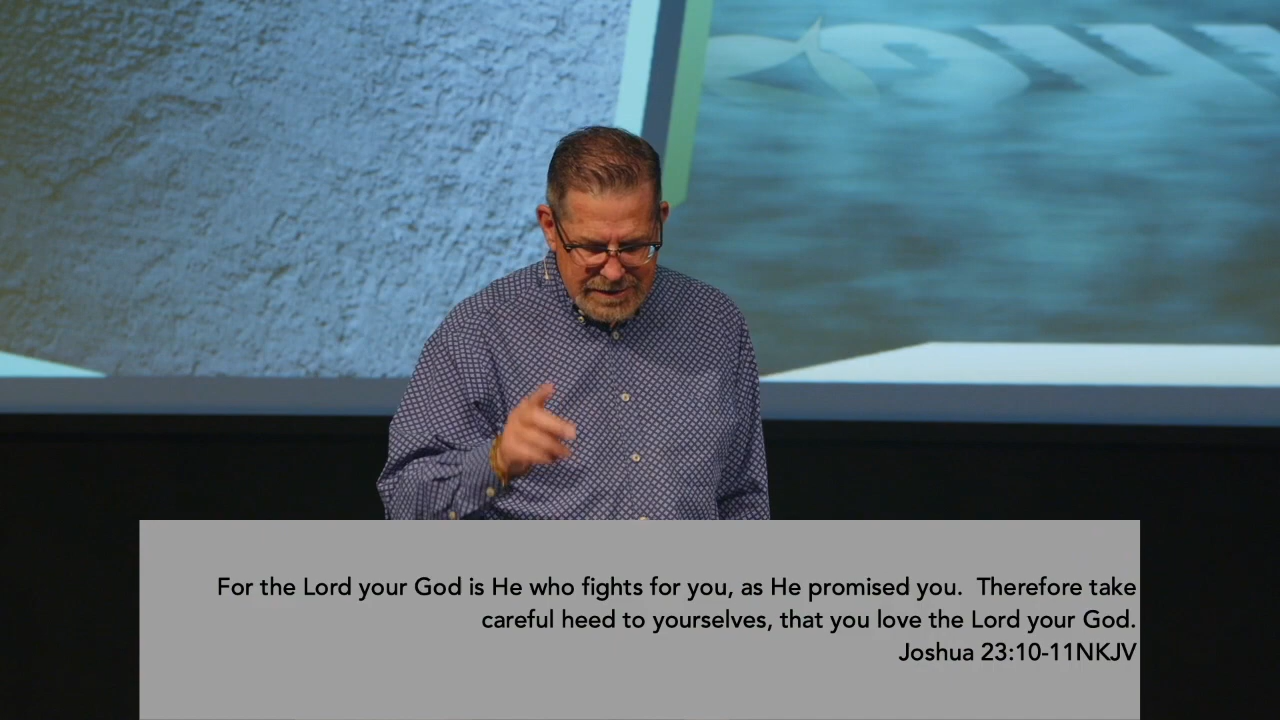 For the Lord your God is He who fights for you, as He promised you.  Therefore take
careful heed to yourselves, that you love the Lord your God.
Joshua 23:10-11NKJV